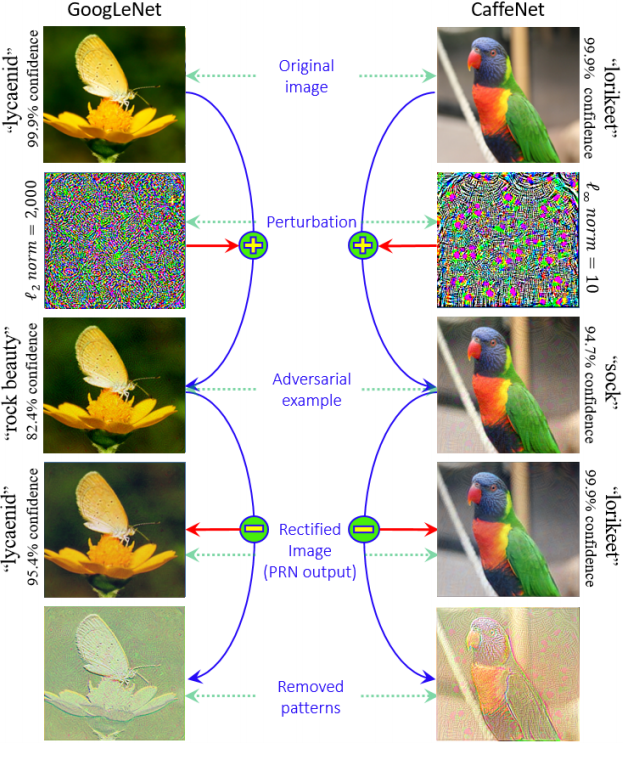 GoogLeNet
CaffeNet
“lycaenid”
99.9% confidence
Original
image
“lorikeet”
99.9% confidence
ℓ₂ norm = 2,000
Perturbation
ℓ∞ norm = 10
“rock beauty”
82.4% confidence
Adversarial
example
“sock”
94.7% confidence
“lycaenid”
95.4% confidence
Rectified
Image
(PRN output)
“lorikeet”
99.9% confidence
Removed
patterns